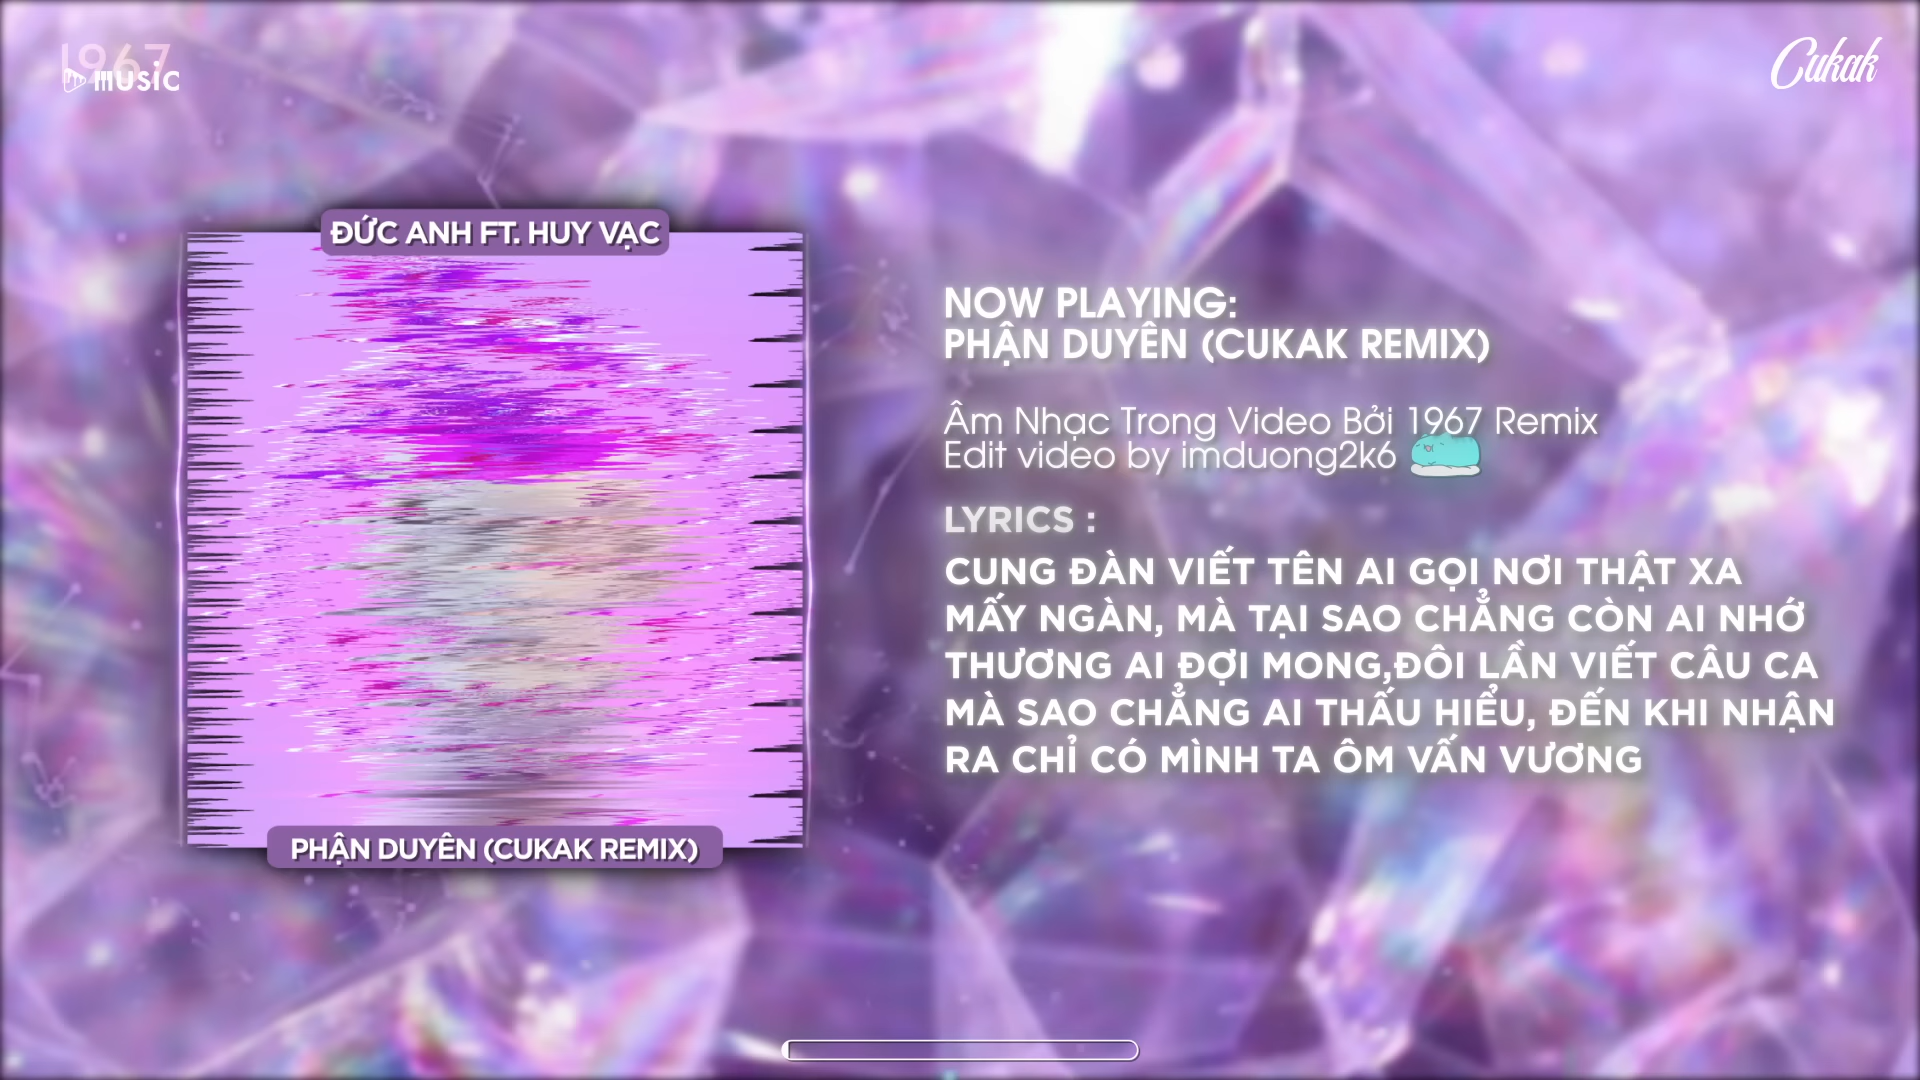 1967
MUSIC
Cukak
ĐỨC ANH FT. HUY VẠC
PHẬN DUYÊN (CUKAK REMIX)
NOW PLAYING:
PHẬN DUYÊN (CUKAK REMIX)
Âm Nhạc Trong Video Bởi 1967 Remix
Edit video by imduong2k6
LYRICS :
CUNG ĐÀN VIẾT TÊN AI GỌI NƠI THẬT XA
MẤY NGÀN, MÀ TẠI SAO CHẲNG CÒN AI NHỚ
THƯƠNG AI ĐỢI MONG,ĐÔI LẦN VIẾT CÂU CA
MÀ SAO CHẲNG AI THẤU HIỂU, ĐẾN KHI NHẬN
RA CHỈ CÓ MÌNH TA ÔM VẤN VƯƠNG